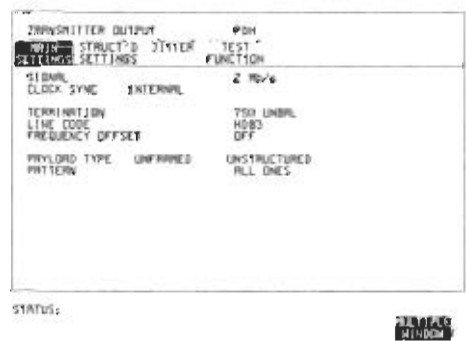 TRANSMITTER OUTPUT PDH
MAIN STRUCT'D JITTER TEST
SETTINGS SETTINGS FUNCTION
SIGNAL 2 Mb/s
CLOCK SYNC INTERNAL
TERMINATION 75Ω UNBAL
LINE CODE HDB3
FREQUENCY OFFSET OFF
PAYLOAD TYPE UNFRAMED UNSTRUCTURED
PATTERN ALL ONES
STATUS:
MULTIPLE
WINDOW